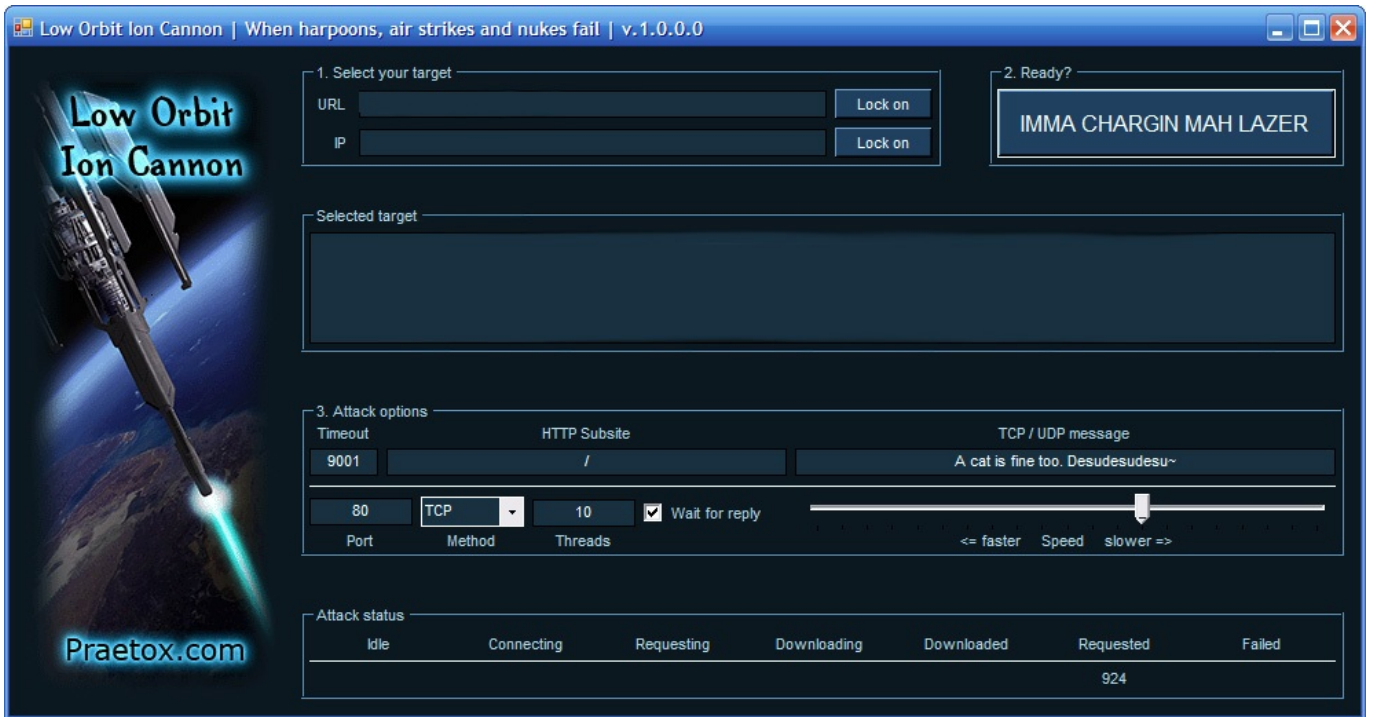 Low Orbit Ion Cannon | When harpoons, air strikes and nukes fail | v.1.0.0.0
Low Orbit
Ion Cannon
Praetox.com
1. Select your target
URL
Lock on
IP
Lock on
2. Ready?
IMMA CHARGIN MAH LAZER
Selected target
3. Attack options
Timeout HTTP Subsite TCP / UDP message
9001 / A cat is fine too. Desudesudesu~
80 TCP 10 Wait for reply
Port Method Threads <= faster Speed slower =>
Attack status
Idle Connecting Requesting Downloading Downloaded Requested Failed
924